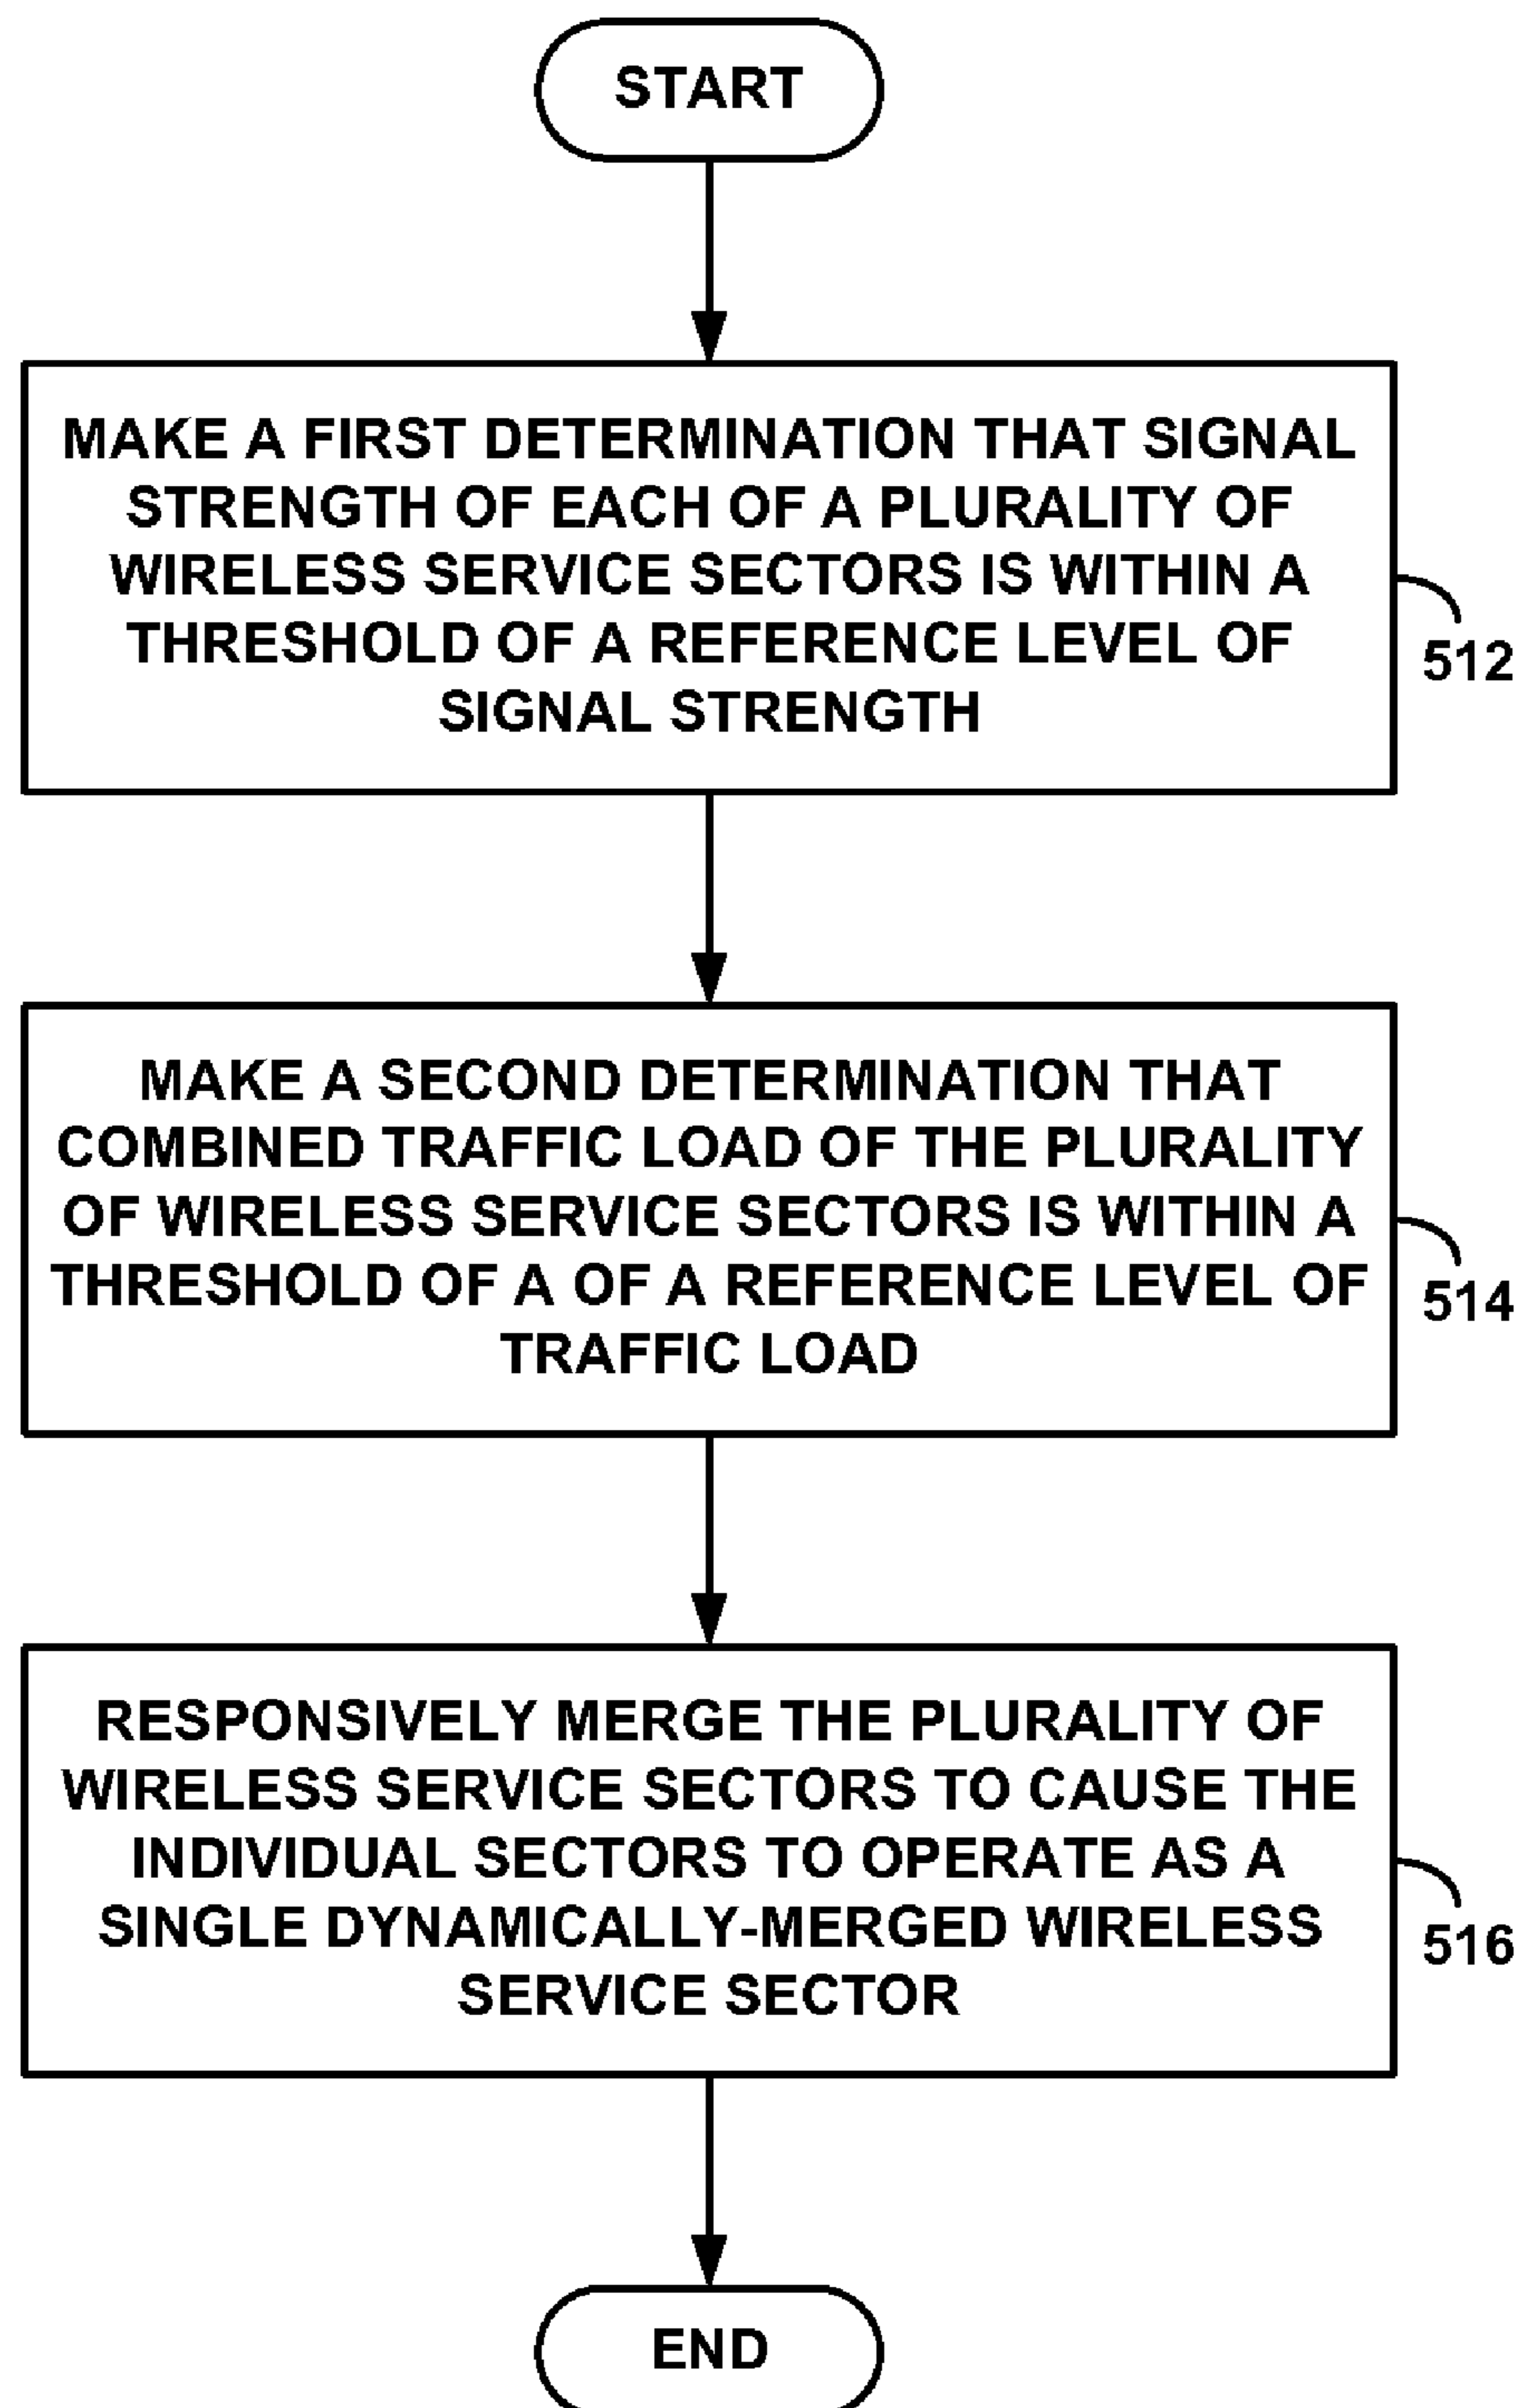 START
MAKE A FIRST DETERMINATION THAT SIGNAL
STRENGTH OF EACH OF A PLURALITY OF
WIRELESS SERVICE SECTORS IS WITHIN A
THRESHOLD OF A REFERENCE LEVEL OF
SIGNAL STRENGTH
512
MAKE A SECOND DETERMINATION THAT
COMBINED TRAFFIC LOAD OF THE PLURALITY
OF WIRELESS SERVICE SECTORS IS WITHIN A
THRESHOLD OF A OF A REFERENCE LEVEL OF
TRAFFIC LOAD
514
RESPONSIVELY MERGE THE PLURALITY OF
WIRELESS SERVICE SECTORS TO CAUSE THE
INDIVIDUAL SECTORS TO OPERATE AS A
SINGLE DYNAMICALLY-MERGED WIRELESS
SERVICE SECTOR
516
END